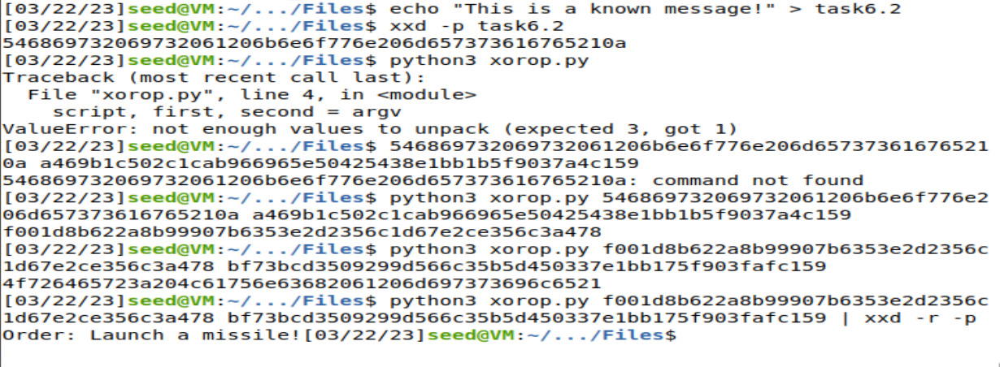 [03/22/23]seed@VM:~/.../Files$ echo "This is a known message!" > task6.2
[03/22/23]seed@VM:~/.../Files$ xxd -p task6.2
546869732069732061206b6e6f776e206d657373616765210a
[03/22/23]seed@VM:~/.../Files$ python3 xorop.py
Traceback (most recent call last):
  File "xorop.py", line 4, in <module>
    script, first, second = argv
ValueError: not enough values to unpack (expected 3, got 1)
[03/22/23]seed@VM:~/.../Files$ 546869732069732061206b6e6f776e206d65737361676521
0a a469b1c502c1cab966965e50425438e1bb1b5f9037a4c159
546869732069732061206b6e6f776e206d657373616765210a: command not found
[03/22/23]seed@VM:~/.../Files$ python3 xorop.py 546869732069732061206b6e6f776e2
06d657373616765210a a469b1c502c1cab966965e50425438e1bb1b5f9037a4c159
f001d8b622a8b99907b6353e2d2356c1d67e2ce356c3a478
[03/22/23]seed@VM:~/.../Files$ python3 xorop.py f001d8b622a8b99907b6353e2d2356c
1d67e2ce356c3a478 bf73bcd3509299d566c35b5d450337e1bb175f903fafc159
4f726465723a204c61756e63682061206d697373696c6521
[03/22/23]seed@VM:~/.../Files$ python3 xorop.py f001d8b622a8b99907b6353e2d2356c
1d67e2ce356c3a478 bf73bcd3509299d566c35b5d450337e1bb175f903fafc159 | xxd -r -p
Order: Launch a missile![03/22/23]seed@VM:~/.../Files$